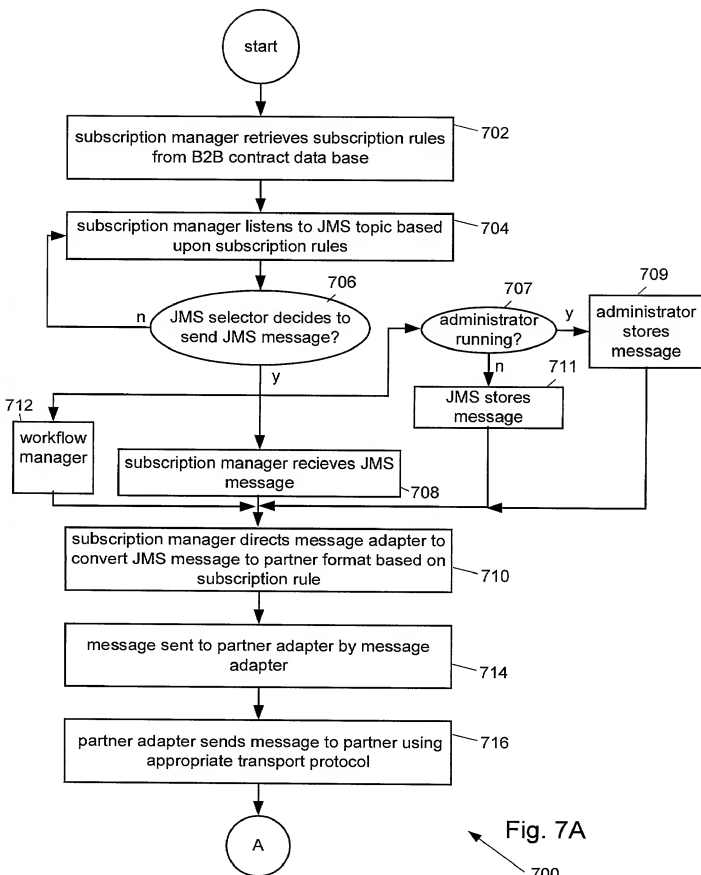 start
subscription manager retrieves subscription rules
from B2B contract data base
702
subscription manager listens to JMS topic based
upon subscription rules
704
706
JMS selector decides to
send JMS message?
n
y
707
administrator
running?
y
n
709
administrator
stores
message
711
JMS stores
message
712
workflow
manager
subscription manager recieves JMS
message
708
subscription manager directs message adapter to
convert JMS message to partner format based on
subscription rule
710
message sent to partner adapter by message
adapter
714
partner adapter sends message to partner using
appropriate transport protocol
716
A
Fig. 7A
700